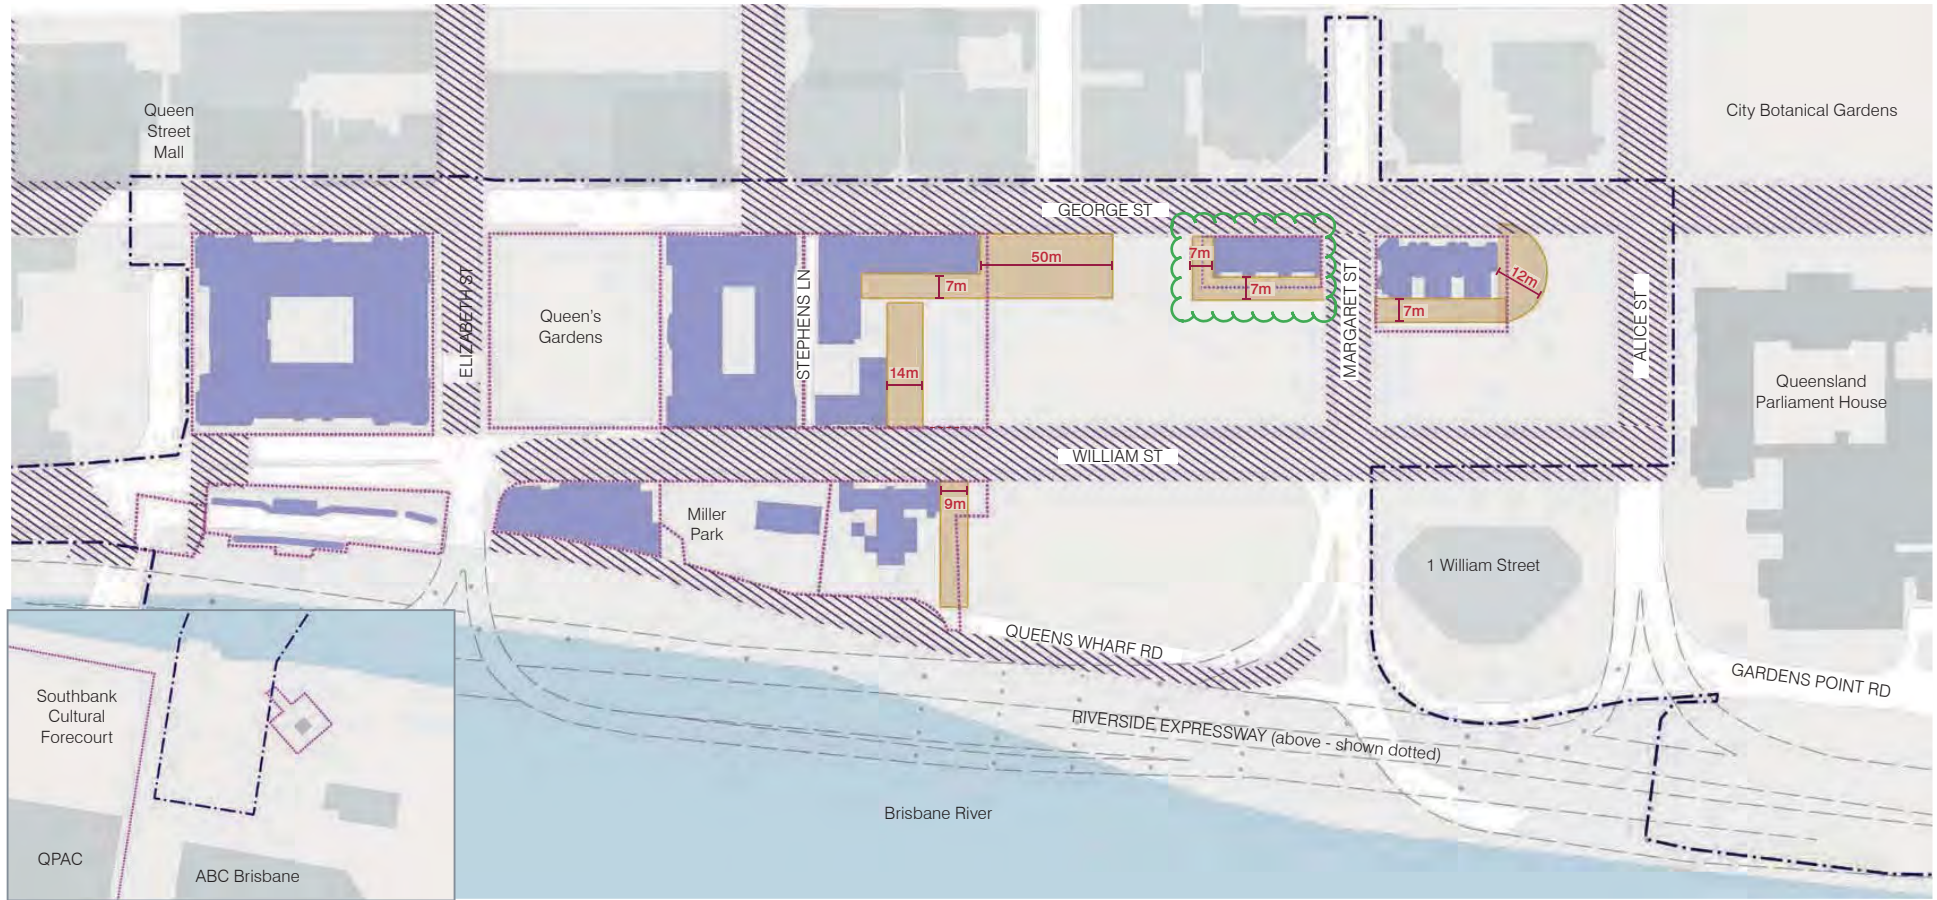 Queen
Street
Mall
City Botanical Gardens
GEORGE ST
ELIZABETH ST
Queen's
Gardens
STEPHENS LN
50m
7m
14m
7m
7m
MARGARET ST
12m
7m
ALICE ST
Queensland
Parliament House
WILLIAM ST
Miller
Park
9m
1 William Street
QUEENS WHARF RD
GARDENS POINT RD
RIVERSIDE EXPRESSWAY (above - shown dotted)
Brisbane River
Southbank
Cultural
Forecourt
QPAC
ABC Brisbane